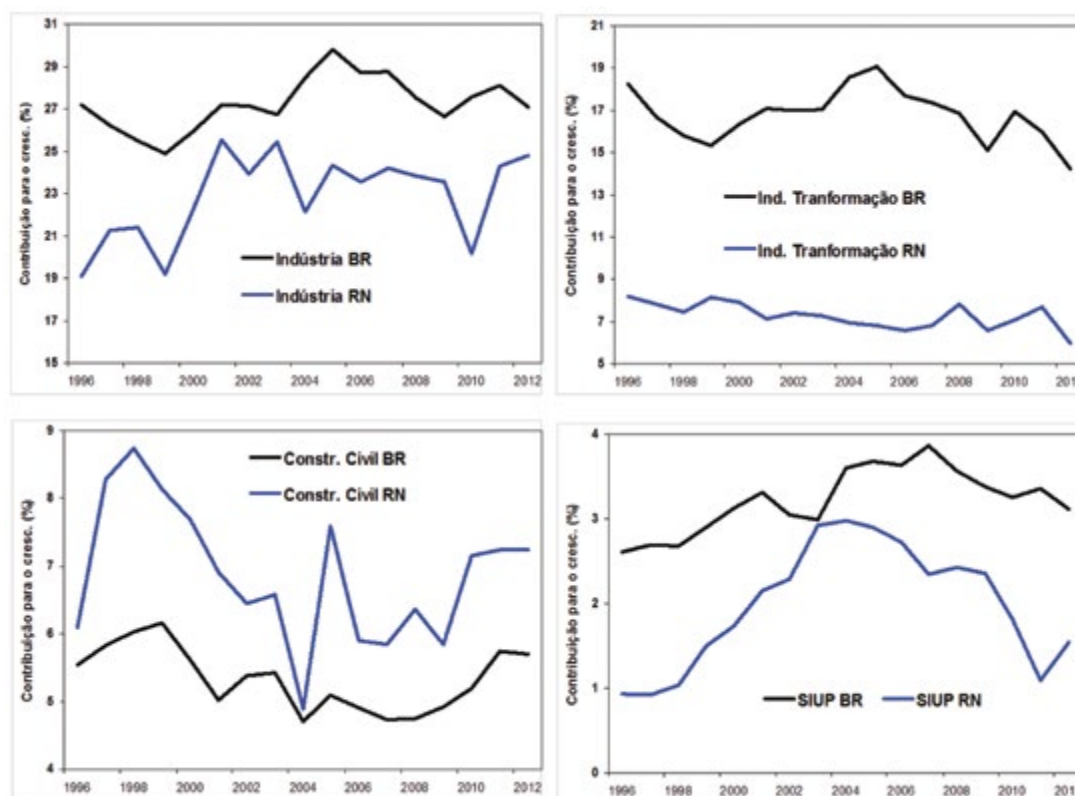 Contribuição para o cresc. (%)
31
29
27
25
23
21
19
17
15
Indústria BR
Indústria RN
1996 1998 2000 2002 2004 2006 2008 2010 2012
Contribuição para o cresc. (%)
21
19
17
15
13
11
9
7
5
Ind. Tranformação BR
Ind. Tranformação RN
1996 1998 2000 2002 2004 2006 2008 2010 201
Contribuição para o cresc. (%)
9
8
7
6
5
4
Constr. Civil BR
Constr. Civil RN
1996 1998 2000 2002 2004 2006 2008 2010 2012
Contribuição para o cresc. (%)
4
3
2
1
0
SIUP BR SIUP RN
1996 1998 2000 2002 2004 2006 2008 2010 201